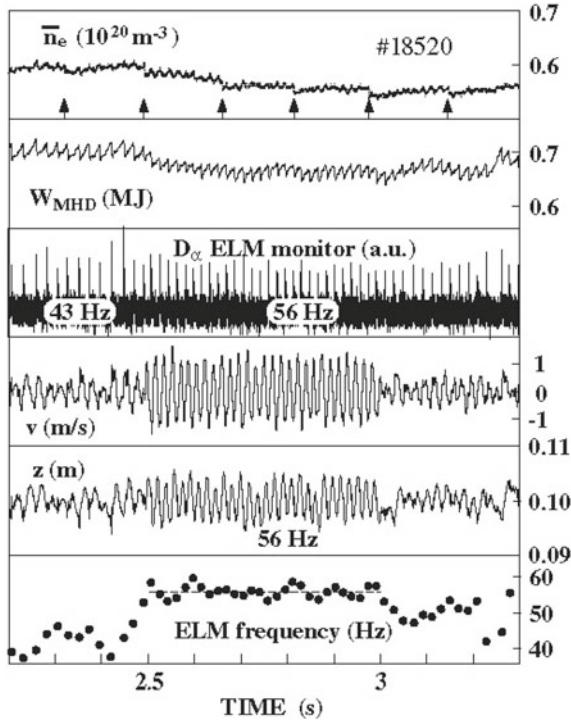 0.7
n̅e (10²⁰ m⁻³)
#18520
0.6
0.7
W_MHD (MJ)
0.6
Dα ELM monitor (a.u.)
43 Hz 56 Hz
1
0
v (m/s) -1
0.11
z (m)
0.10
56 Hz
0.09
60
50
ELM frequency (Hz)
40
2.5 3
TIME (s)